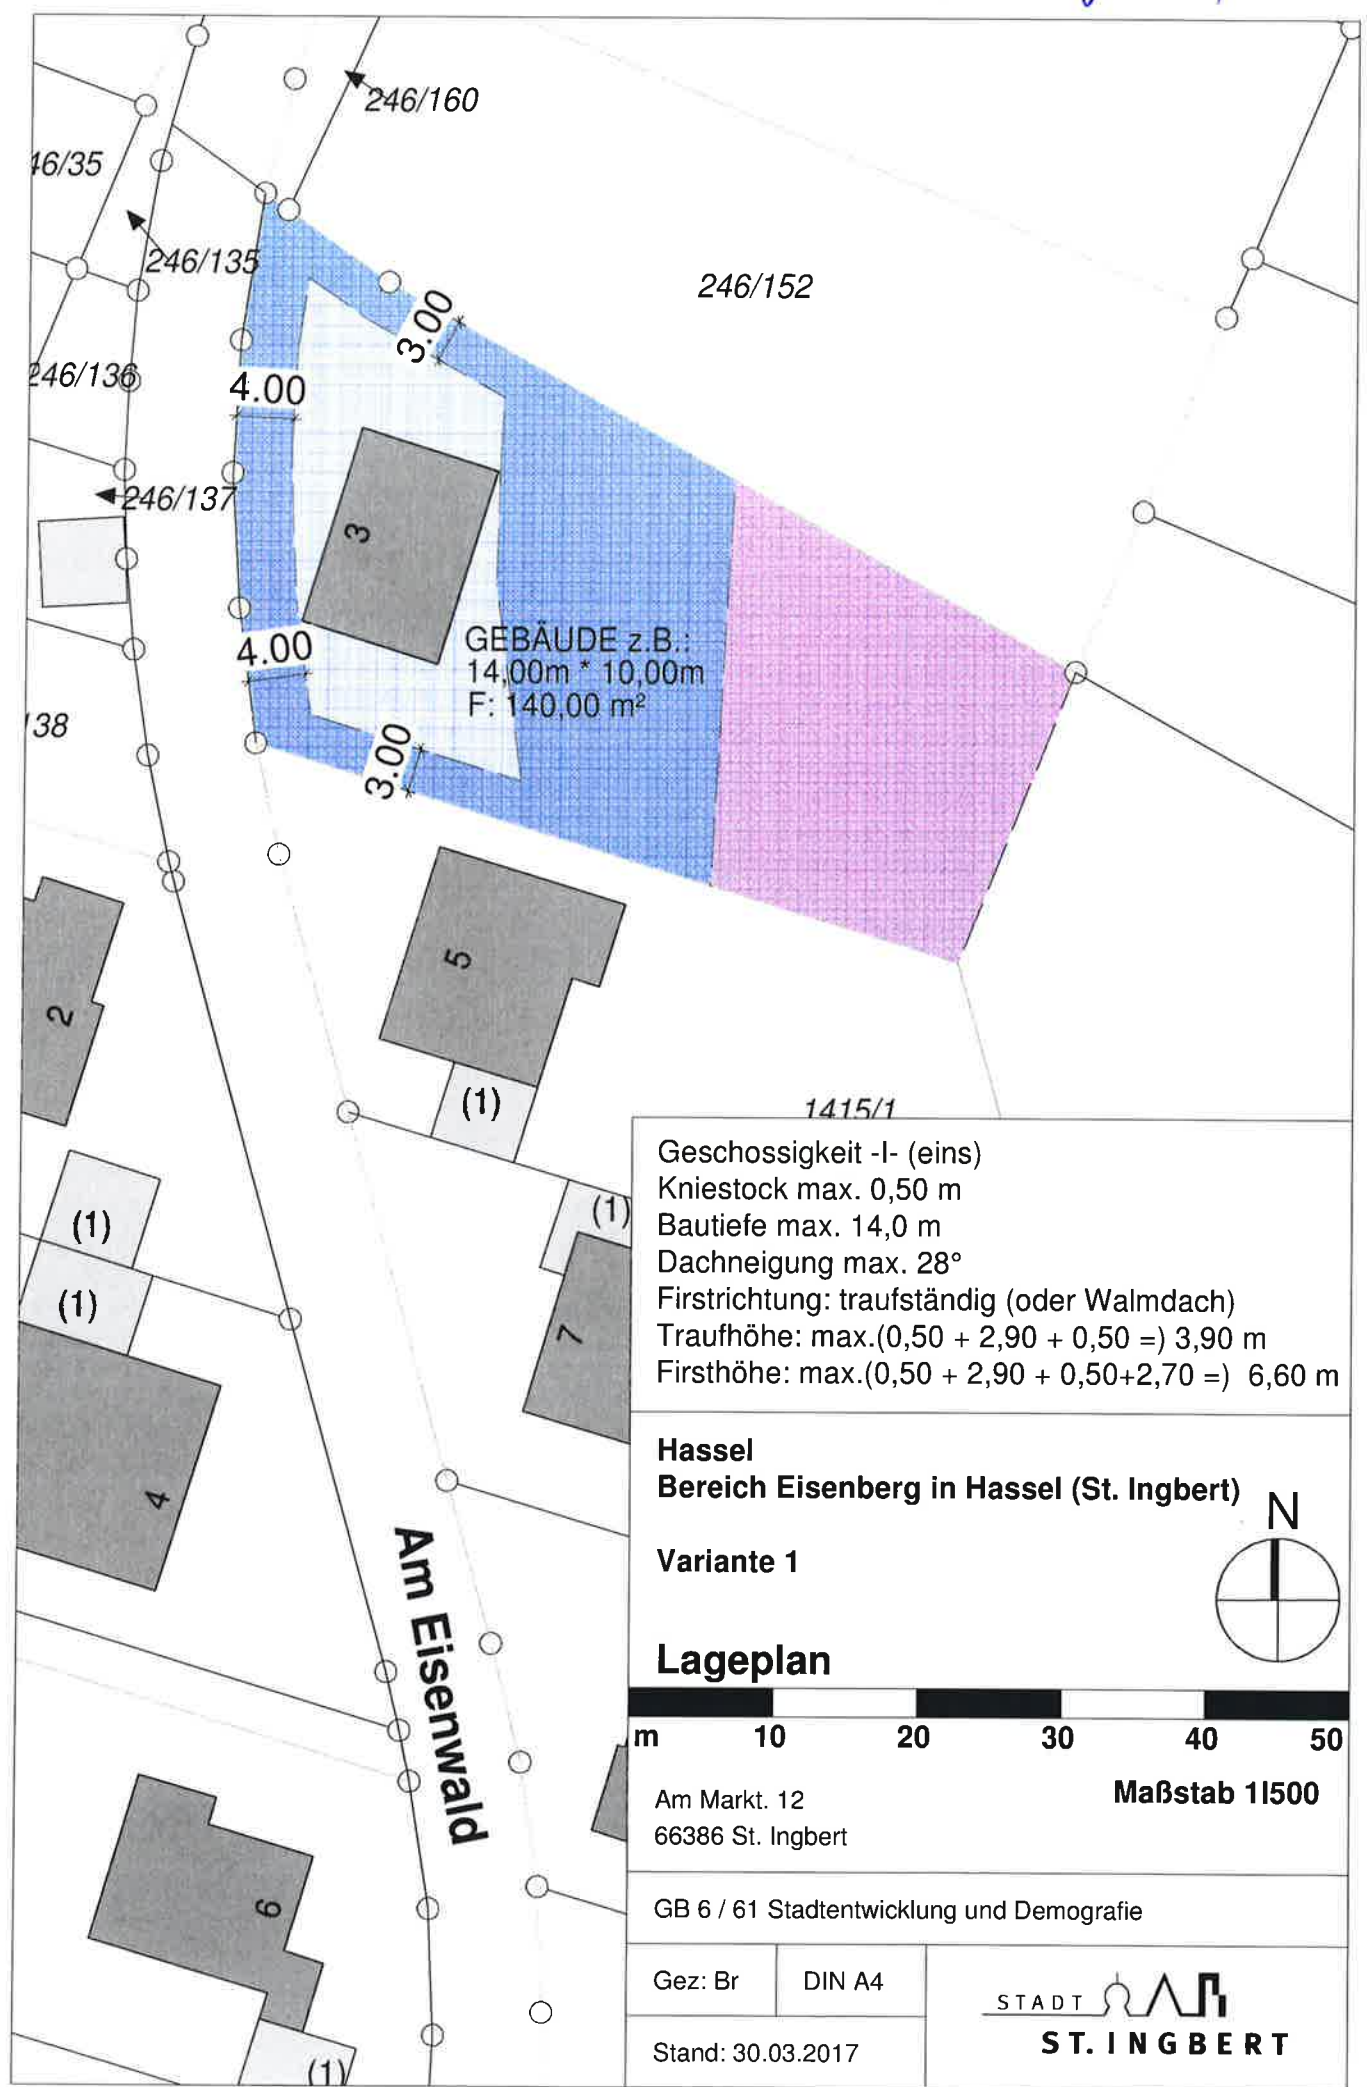 246/160
46/35
246/135
246/152
3.00
246/136
4.00
246/137
3
4.00
GEBÄUDE z.B.:
14,00m * 10,00m
F: 140,00 m²
138
3.00
5
2
(1)
1415/1
(1)
(1)
(1)
7
4
Am Eisenwald
6
(1)
Geschossigkeit -I- (eins)
Kniestock max. 0,50 m
Bautiefe max. 14,0 m
Dachneigung max. 28°
Firstrichtung: traufständig (oder Walmdach)
Traufhöhe: max.(0,50 + 2,90 + 0,50 =) 3,90 m
Firsthöhe: max.(0,50 + 2,90 + 0,50+2,70 =) 6,60 m
Hassel
Bereich Eisenberg in Hassel (St. Ingbert)
N
Variante 1
Lageplan
m 10 20 30 40 50
Maßstab 1I500
Am Markt. 12
66386 St. Ingbert
GB 6 / 61 Stadtentwicklung und Demografie
Gez: Br DIN A4
Stand: 30.03.2017
STADT
ST. INGBERT